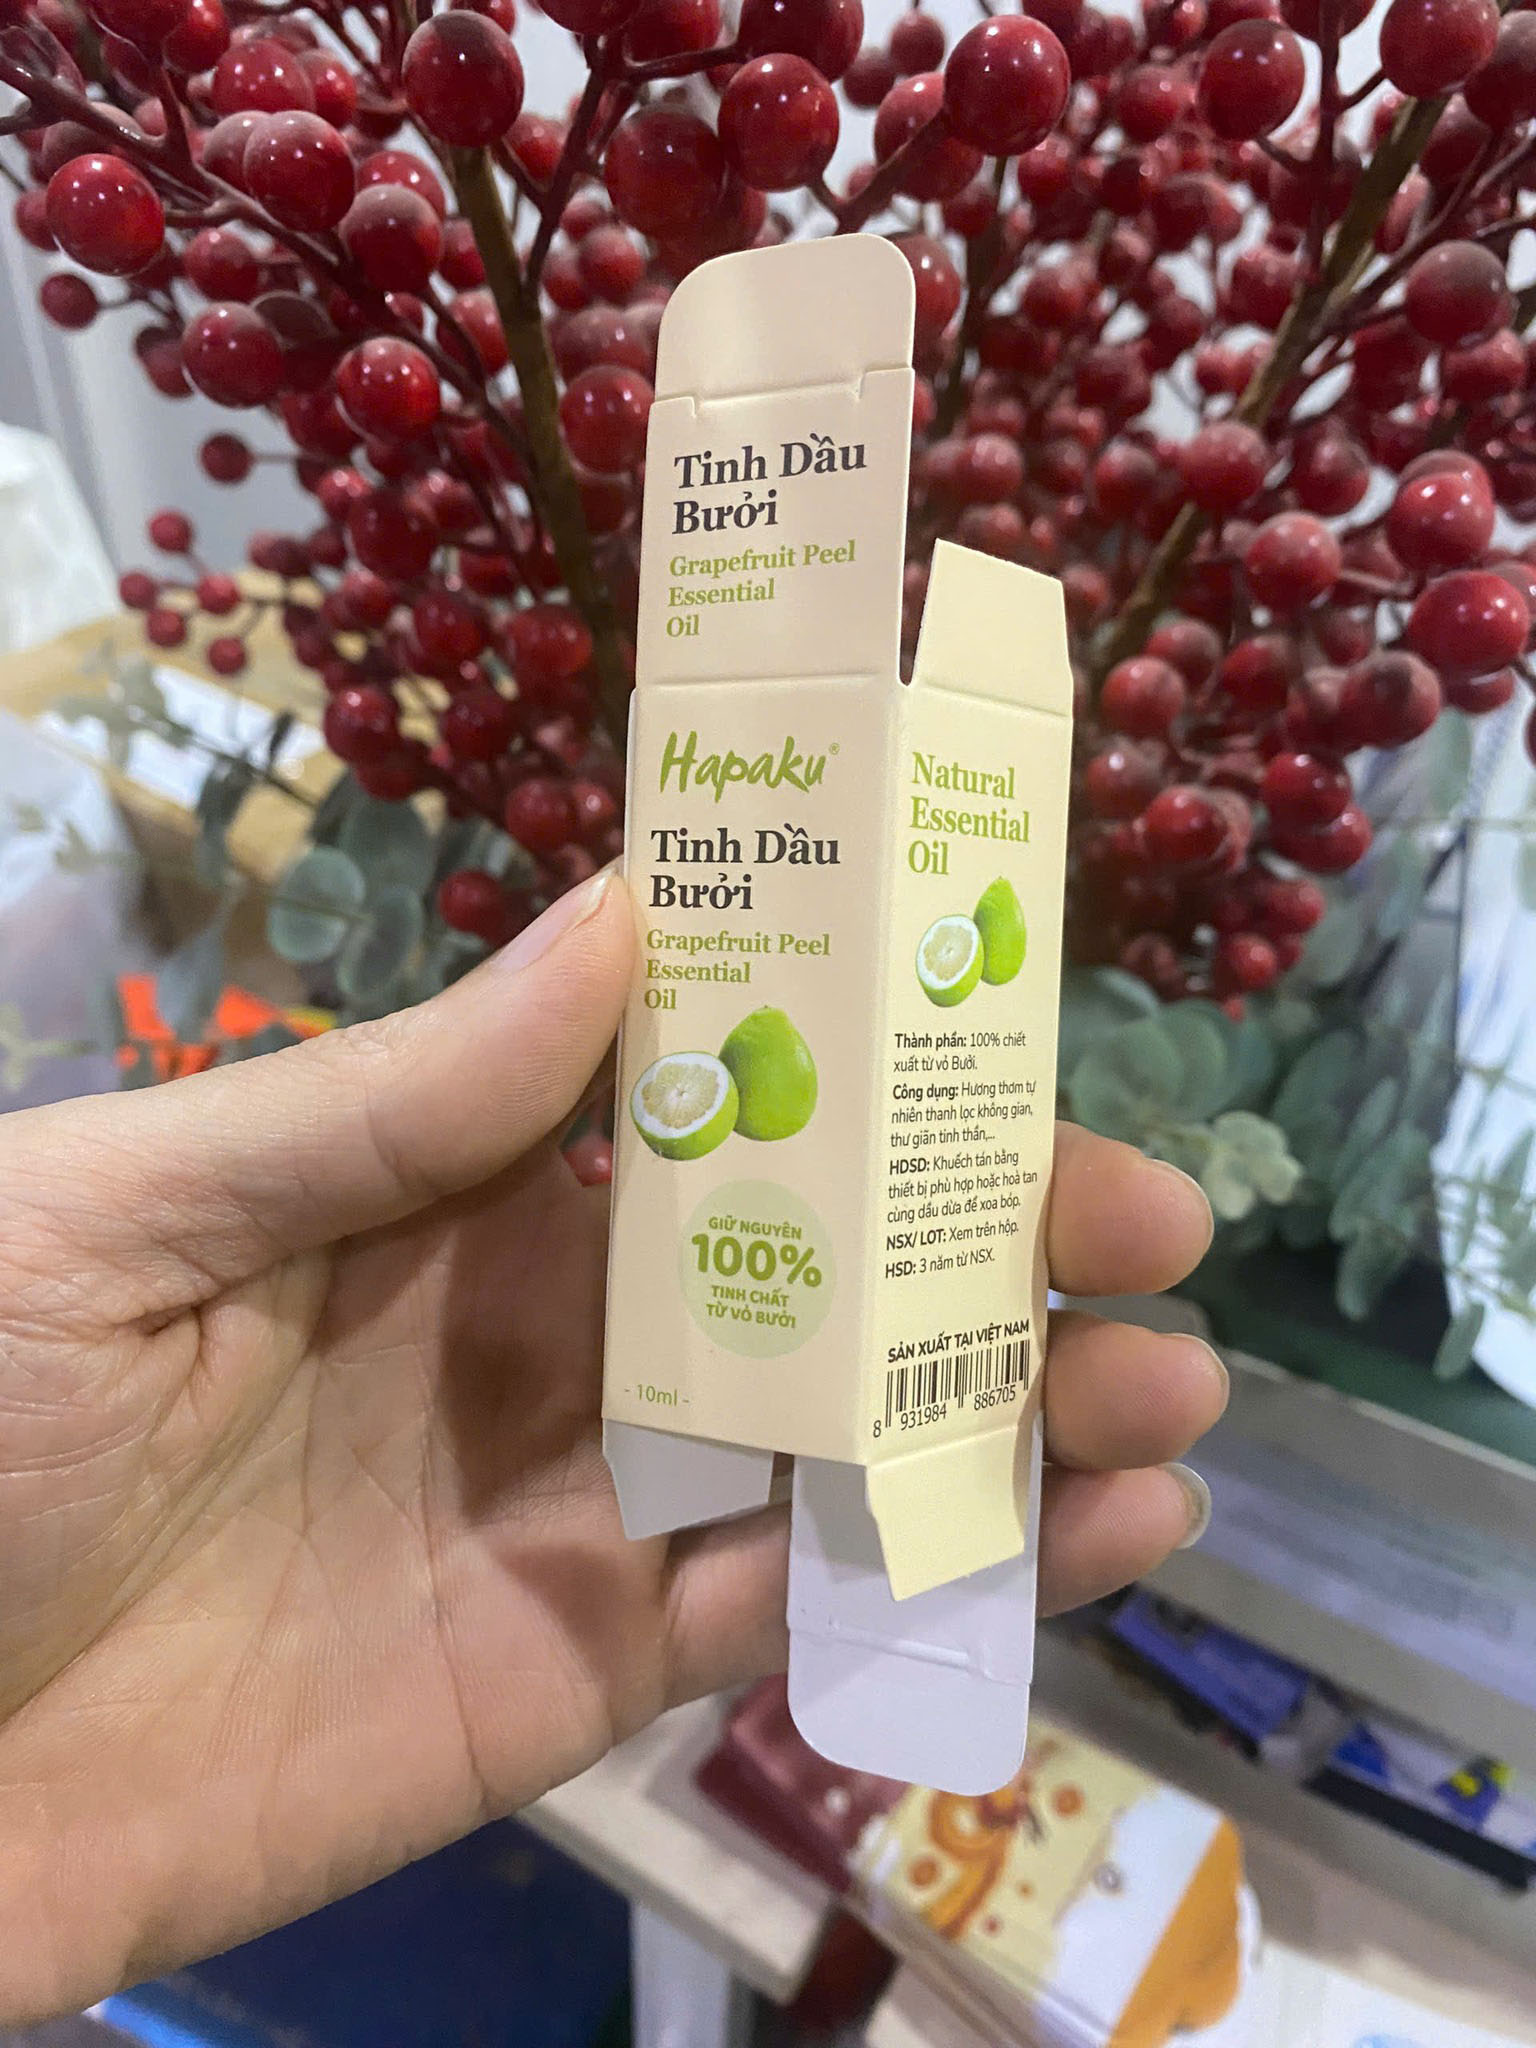 Tinh Dầu
Bưởi
Grapefruit Peel
Essential
Oil
Hapaku®
Tinh Dầu
Bưởi
Grapefruit Peel
Essential
Oil
GIỮ NGUYÊN
100%
TINH CHẤT
TỪ VỎ BƯỞI
- 10ml -
Natural
Essential
Oil
Thành phần: 100% chiết
xuất từ vỏ Bưởi.
Công dụng: Hương thơm tự
nhiên thanh lọc không gian,
thư giãn tinh thần,...
HDSD: Khuếch tán bằng
thiết bị phù hợp hoặc hoà tan
cùng dầu dừa để xoa bóp.
NSX/ LOT: Xem trên hộp.
HSD: 3 năm từ NSX.
SẢN XUẤT TẠI VIỆT NAM
8 931984 886705